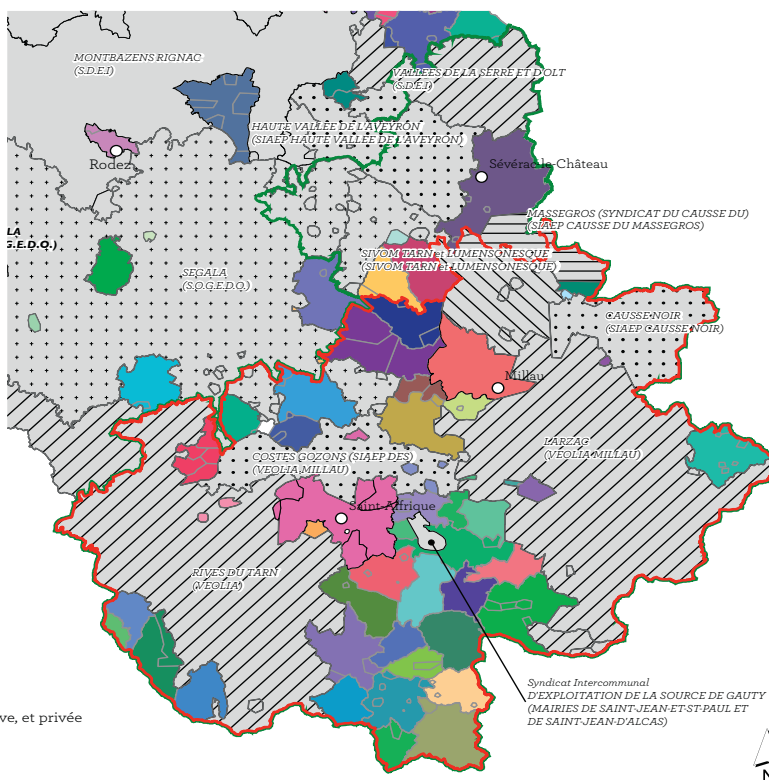 MONTBAZENS RIGNAC
(S.D.E.I)
VALLEES DE LA SERRE ET D'OLT
(S.D.E.I)
HAUTE VALLÉE DE L'AVEYRON
(SIAEP HAUTE VALLEE DE L'AVEYRON)
Rodez
Sévérac-le-Château
MASSEGROS (SYNDICAT DU CAUSSE DU)
(SIAEP CAUSSE DU MASSEGROS)
LA
G.E.D.O.)
SIVOM TARN et LUMENSONESQUE
(SIVOM TARN et LUMENSONESQUE)
SEGALA
(S.O.G.E.D.O.)
CAUSSE NOIR
(SIAEP CAUSSE NOIR)
Millau
LARZAC
(VEOLIA MILLAU)
COSTES GOZONS (SIAEP DES)
(VEOLIA MILLAU)
Saint-Affrique
RIVES DU TARN
(VEOLIA)
Syndicat Intercommunal
D'EXPLOITATION DE LA SOURCE DE GAUTY
(MAIRIES DE SAINT-JEAN-ET-ST-PAUL ET
DE SAINT-JEAN-D'ALCAS)
ve, et privée
N